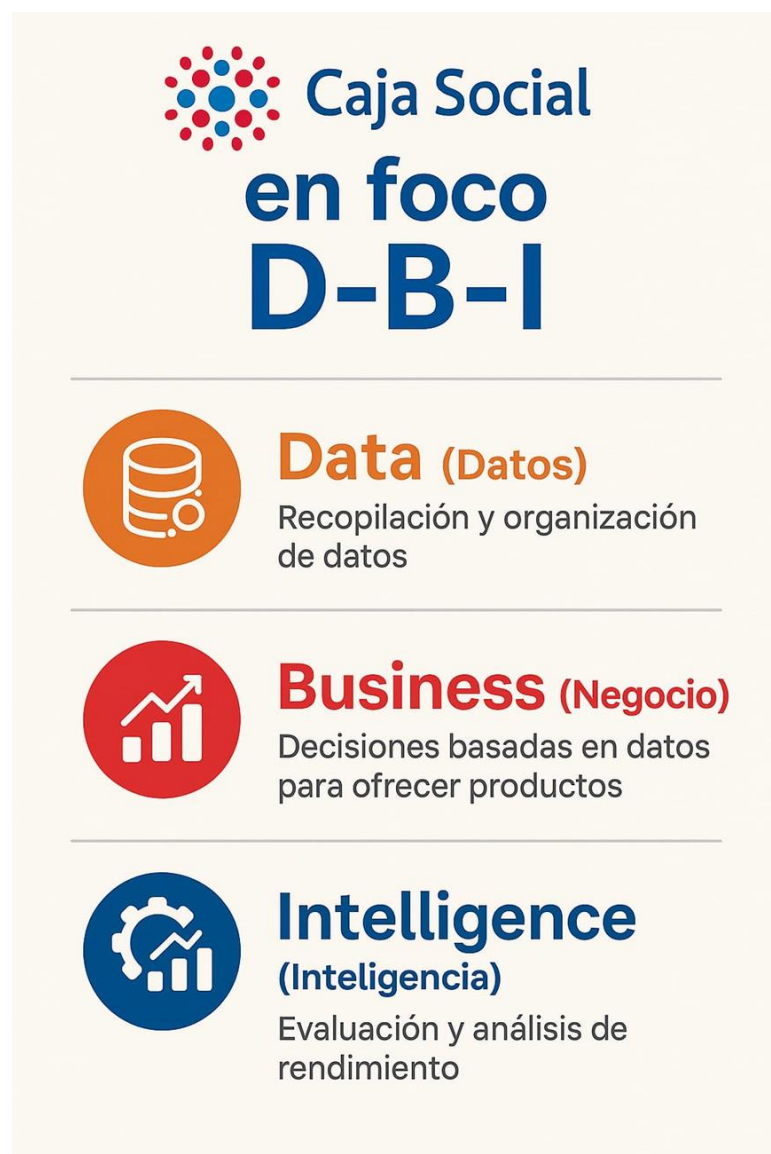 Caja Social
en foco
D-B-I
Data (Datos)
Recopilación y organización
de datos
Business (Negocio)
Decisiones basadas en datos
para ofrecer productos
Intelligence
(Inteligencia)
Evaluación y análisis de
rendimiento